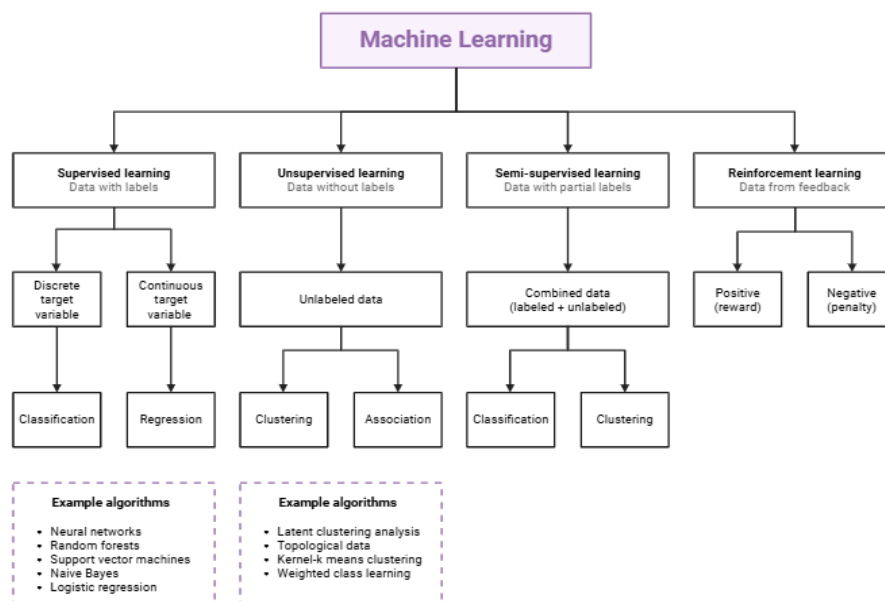 Machine Learning
Supervised learning
Data with labels
Unsupervised learning
Data without labels
Semi-supervised learning
Data with partial labels
Reinforcement learning
Data from feedback
Discrete
target
variable
Continuous
target
variable
Unlabeled data
Combined data
(labeled + unlabeled)
Positive
(reward)
Negative
(penalty)
Classification
Regression
Clustering
Association
Classification
Clustering
Example algorithms
• Neural networks
• Random forests
• Support vector machines
• Naive Bayes
• Logistic regression
Example algorithms
• Latent clustering analysis
• Topological data
• Kernel-k means clustering
• Weighted class learning